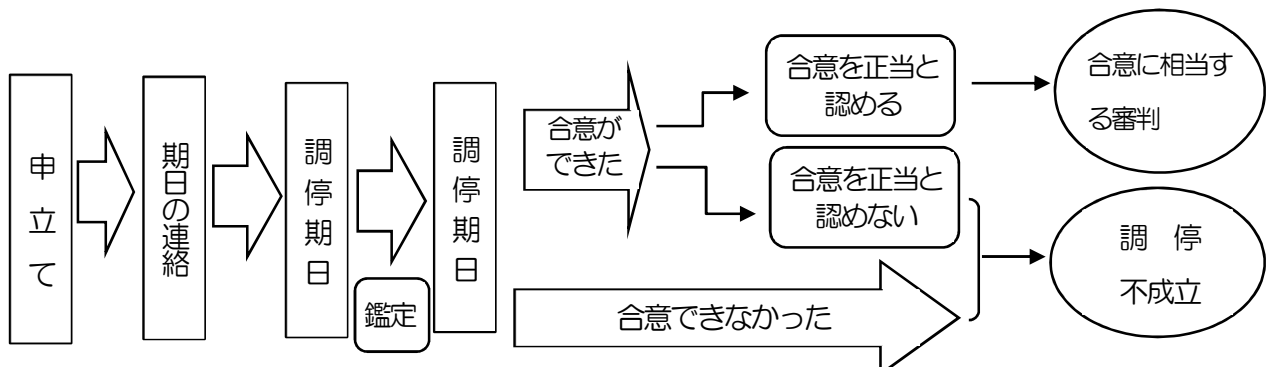 申立て
期日の連絡
調停期日
鑑定
調停期日
合意が
できた
合意を正当と
認める
合意に相当す
る審判
合意を正当と
認めない
合意できなかった
調　停
不成立